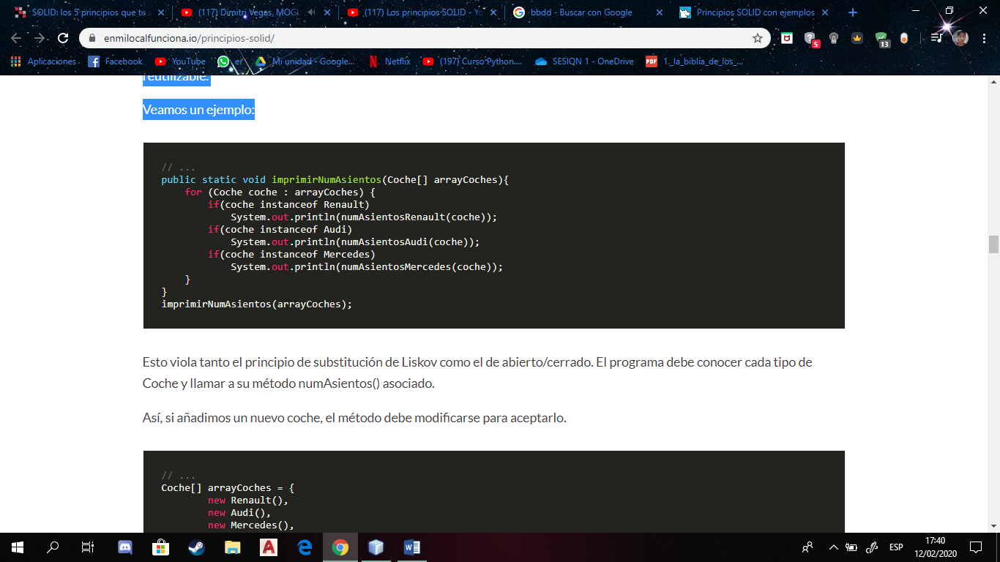 SOLID: los 5 principios que te a
(117) Dimitri Vegas, MOGU
(117) Los principios SOLID - Yo
bbdd - Buscar con Google
Principios SOLID con ejemplos
enmilocalfunciona.io/principios-solid/
5
13
Aplicaciones
Facebook
YouTube
er
Mi unidad - Google...
Netflix
(197) Curso Python....
SESIQN 1 - OneDrive
PDF
1._la_biblia_de_los_...
reutilizable.
Veamos un ejemplo:
// ...
public static void imprimirNumAsientos(Coche[] arrayCoches){
for (Coche coche : arrayCoches) {
if(coche instanceof Renault)
System.out.println(numAsientosRenault(coche));
if(coche instanceof Audi)
System.out.println(numAsientosAudi(coche));
if(coche instanceof Mercedes)
System.out.println(numAsientosMercedes(coche));
}
}
imprimirNumAsientos(arrayCoches);
Esto viola tanto el principio de substitución de Liskov como el de abierto/cerrado. El programa debe conocer cada tipo de
Coche y llamar a su método numAsientos() asociado.
Así, si añadimos un nuevo coche, el método debe modificarse para aceptarlo.
// ...
Coche[] arrayCoches = {
new Renault(),
new Audi(),
new Mercedes(),
ESP
17:40
12/02/2020